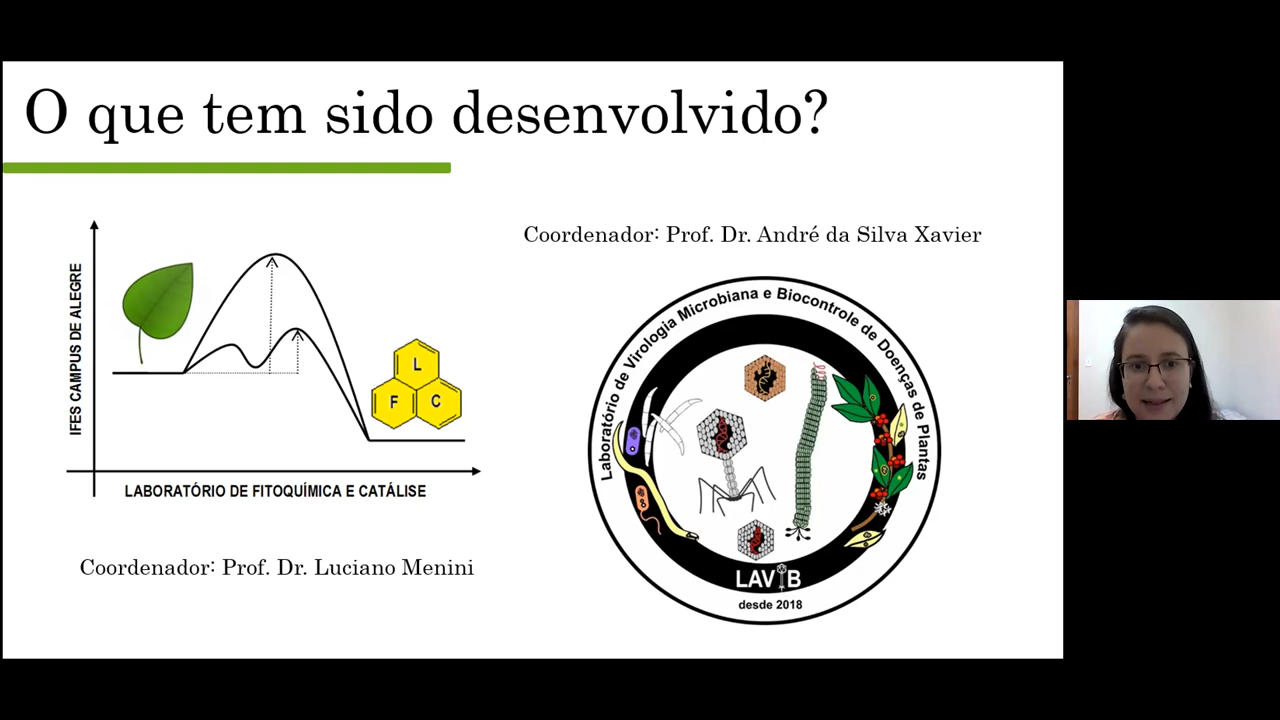 O que tem sido desenvolvido?
IFES CAMPUS DE ALEGRE
L
F C
LABORATÓRIO DE FITOQUÍMICA E CATÁLISE
Coordenador: Prof. Dr. Luciano Menini
Coordenador: Prof. Dr. André da Silva Xavier
Laboratório de Virologia Microbiana e Biocontrole de Doenças de Plantas
LAVIB
desde 2018